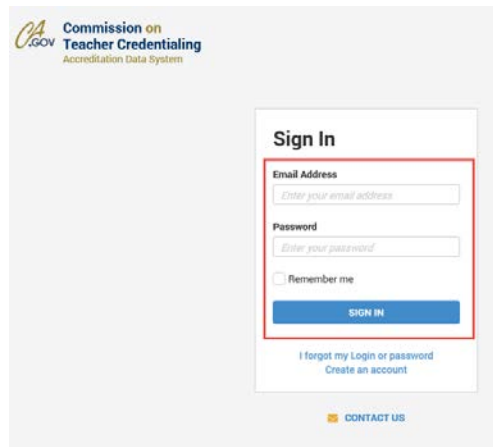 CA.GOV
Commission on
Teacher Credentialing
Accreditation Data System
Sign In
Email Address
Enter your email address
Password
Enter your password
Remember me
SIGN IN
I forgot my Login or password
Create an account
CONTACT US